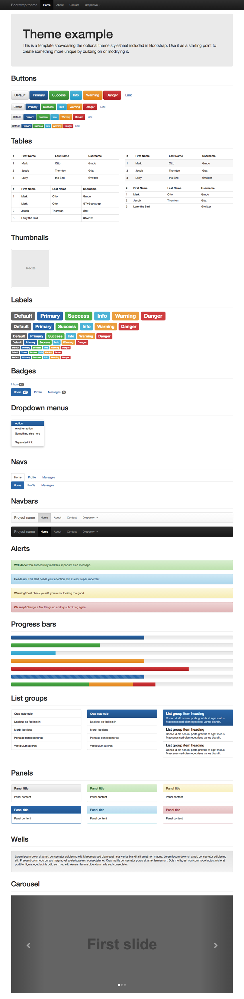 Bootstrap theme Home About Contact Dropdown
Theme example
This is a template showcasing the optional theme stylesheet included in Bootstrap. Use it as a starting point to
create something more unique by building on or modifying it.
Buttons
Default Primary Success Info Warning Danger Link
Default Primary Success Info Warning Danger Link
Default Primary Success Info Warning Danger Link
Default Primary Success Info Warning Danger Link
Tables
# First Name Last Name Username
1 Mark Otto @mdo
2 Jacob Thornton @fat
3 Larry the Bird @twitter
# First Name Last Name Username
1 Mark Otto @mdo
2 Jacob Thornton @fat
3 Larry the Bird @twitter
# First Name Last Name Username
1 Mark Otto @mdo
Mark Otto @TwBootstrap
2 Jacob Thornton @fat
3 Larry the Bird @twitter
# First Name Last Name Username
1 Mark Otto @mdo
2 Jacob Thornton @fat
3 Larry the Bird @twitter
Thumbnails
200x200
Labels
Default Primary Success Info Warning Danger
Default Primary Success Info Warning Danger
Default Primary Success Info Warning Danger
Default Primary Success Info Warning Danger
Default Primary Success Info Warning Danger
Default Primary Success Info Warning Danger
Default Primary Success Info Warning Danger
Badges
Inbox 42
Home 42 Profile Messages 3
Dropdown menus
Action
Another action
Something else here
Separated link
Navs
Home Profile Messages
Home Profile Messages
Navbars
Project name Home About Contact Dropdown
Project name Home About Contact Dropdown
Alerts
Well done! You successfully read this important alert message.
Heads up! This alert needs your attention, but it's not super important.
Warning! Best check yo self, you're not looking too good.
Oh snap! Change a few things up and try submitting again.
Progress bars
List groups
Cras justo odio
Dapibus ac facilisis in
Morbi leo risus
Porta ac consectetur ac
Vestibulum at eros
Cras justo odio
Dapibus ac facilisis in
Morbi leo risus
Porta ac consectetur ac
Vestibulum at eros
List group item heading
Donec id elit non mi porta gravida at eget metus.
Maecenas sed diam eget risus varius blandit.
List group item heading
Donec id elit non mi porta gravida at eget metus.
Maecenas sed diam eget risus varius blandit.
List group item heading
Donec id elit non mi porta gravida at eget metus.
Maecenas sed diam eget risus varius blandit.
Panels
Panel title Panel title Panel title
Panel content Panel content Panel content
Panel title Panel title Panel title
Panel content Panel content Panel content
Wells
Lorem ipsum dolor sit amet, consectetur adipiscing elit. Maecenas sed diam eget risus varius blandit sit amet non magna. Lorem ipsum dolor sit amet, consectetur adipiscing
elit. Praesent commodo cursus magna, vel scelerisque nisl consectetur et. Cras mattis consectetur purus sit amet fermentum. Duis mollis, est non commodo luctus, nisi erat
porttitor ligula, eget lacinia odio sem nec elit. Aenean lacinia bibendum nulla sed consectetur.
Carousel
First slide